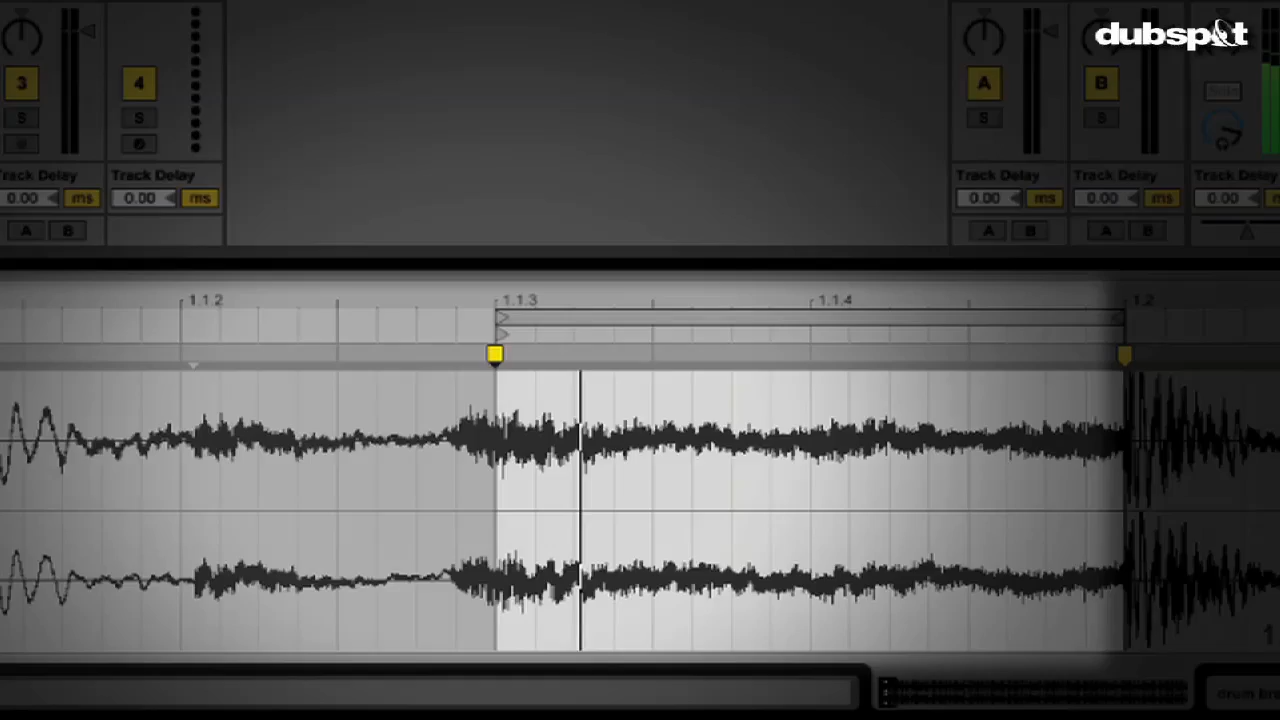 dubspot
3
4
A
B
S
S
S
S
Track Delay
Track Delay
Track Delay
Track Delay
Track Delay
0.00
ms
0.00
ms
0.00
ms
0.00
ms
0.00
A
B
A
B
A
B
1.1.2
1.1.3
1.1.4
1.2
drum